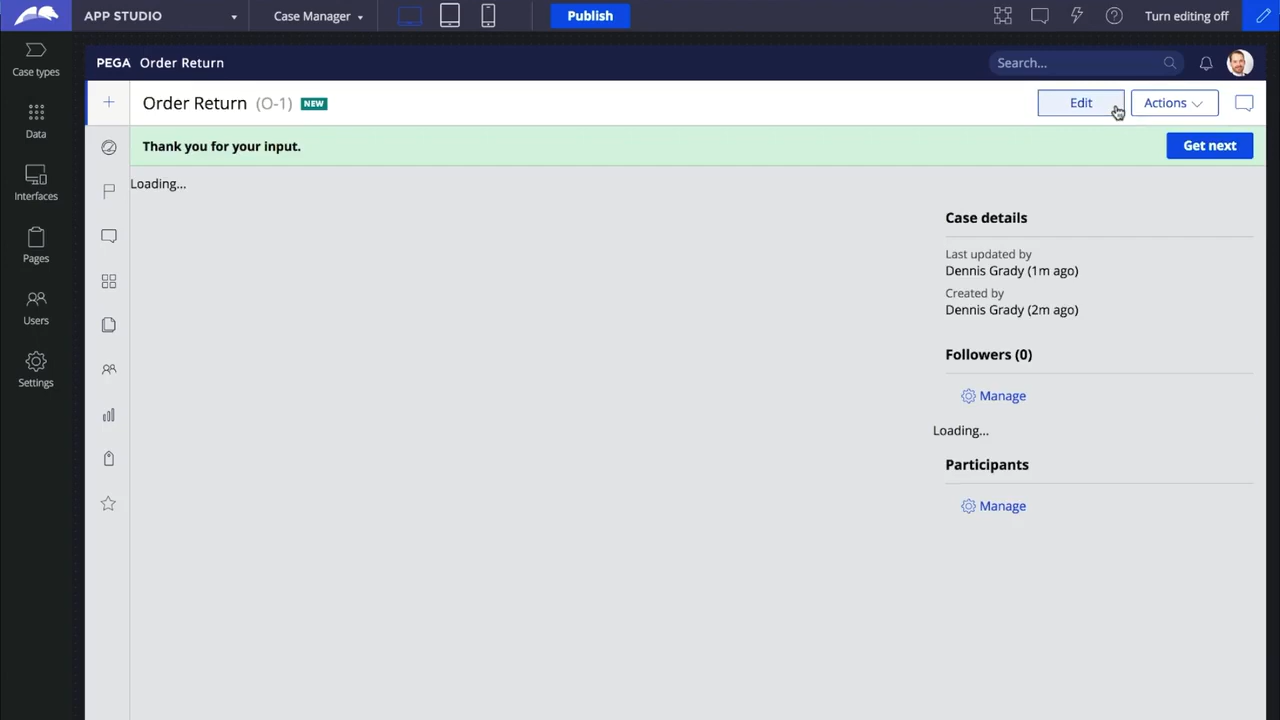 APP STUDIO
Case Manager
Publish
Turn editing off
Case types
Data
Interfaces
Pages
Users
Settings
PEGA Order Return
Search...
Order Return (O-1) NEW
Edit
Actions
Thank you for your input.
Get next
Loading...
Case details
Last updated by
Dennis Grady (1m ago)
Created by
Dennis Grady (2m ago)
Followers (0)
Manage
Loading...
Participants
Manage